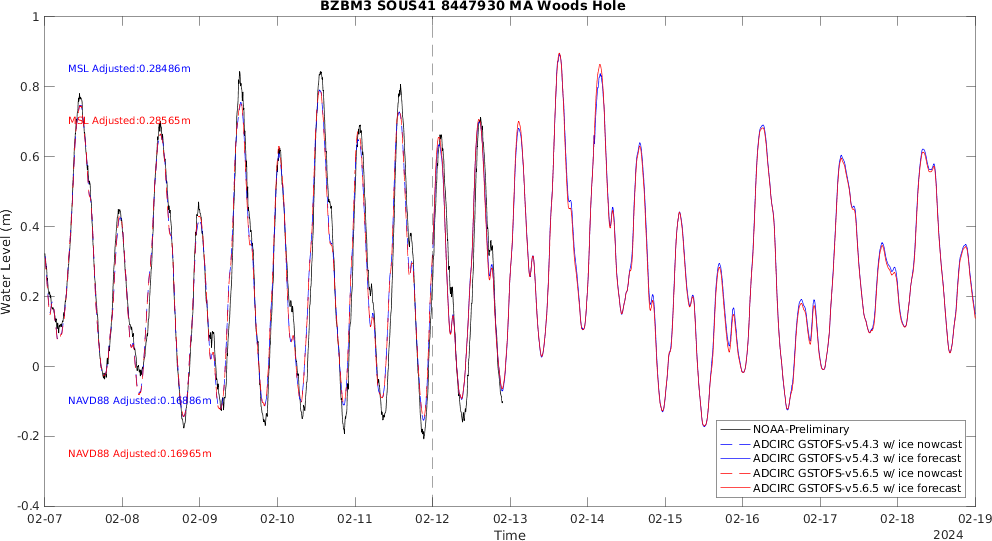 BZBM3 SOUS41 8447930 MA Woods Hole
MSL Adjusted:0.28486m
MSL Adjusted:0.28565m
NAVD88 Adjusted:0.16886m
NAVD88 Adjusted:0.16965m
Water Level (m)
1
0.8
0.6
0.4
0.2
0
-0.2
-0.4
NOAA-Preliminary
ADCIRC GSTOFS-v5.4.3 w/ ice nowcast
ADCIRC GSTOFS-v5.4.3 w/ ice forecast
ADCIRC GSTOFS-v5.6.5 w/ ice nowcast
ADCIRC GSTOFS-v5.6.5 w/ ice forecast
02-07 02-08 02-09 02-10 02-11 02-12 02-13 02-14 02-15 02-16 02-17 02-18 02-19
Time
2024